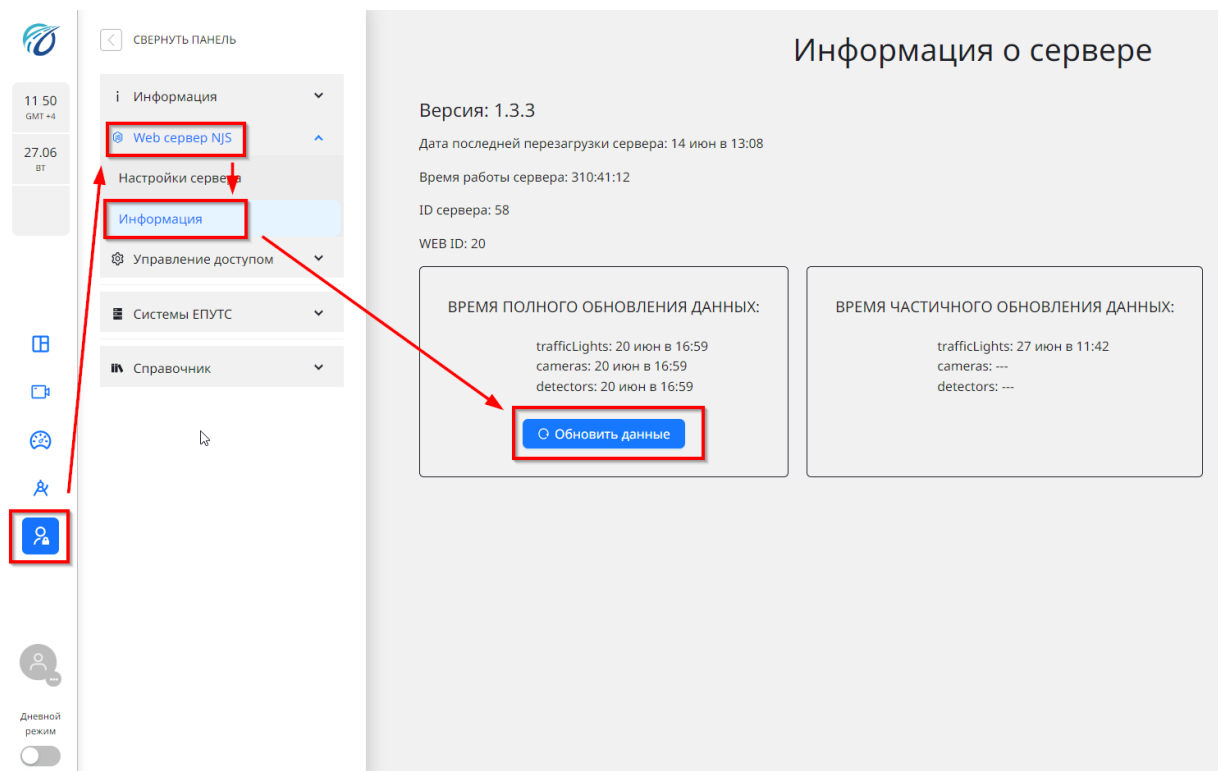 СВЕРНУТЬ ПАНЕЛЬ
11 50
GMT +4
27.06
ВТ
i Информация
Web сервер NJS
Настройки сервера
Информация
Управление доступом
Системы ЕПУТС
Справочник
Дневной
режим
Информация о сервере
Версия: 1.3.3
Дата последней перезагрузки сервера: 14 июн в 13:08
Время работы сервера: 310:41:12
ID сервера: 58
WEB ID: 20
ВРЕМЯ ПОЛНОГО ОБНОВЛЕНИЯ ДАННЫХ:
trafficLights: 20 июн в 16:59
cameras: 20 июн в 16:59
detectors: 20 июн в 16:59
Обновить данные
ВРЕМЯ ЧАСТИЧНОГО ОБНОВЛЕНИЯ ДАННЫХ:
trafficLights: 27 июн в 11:42
cameras: ---
detectors: ---